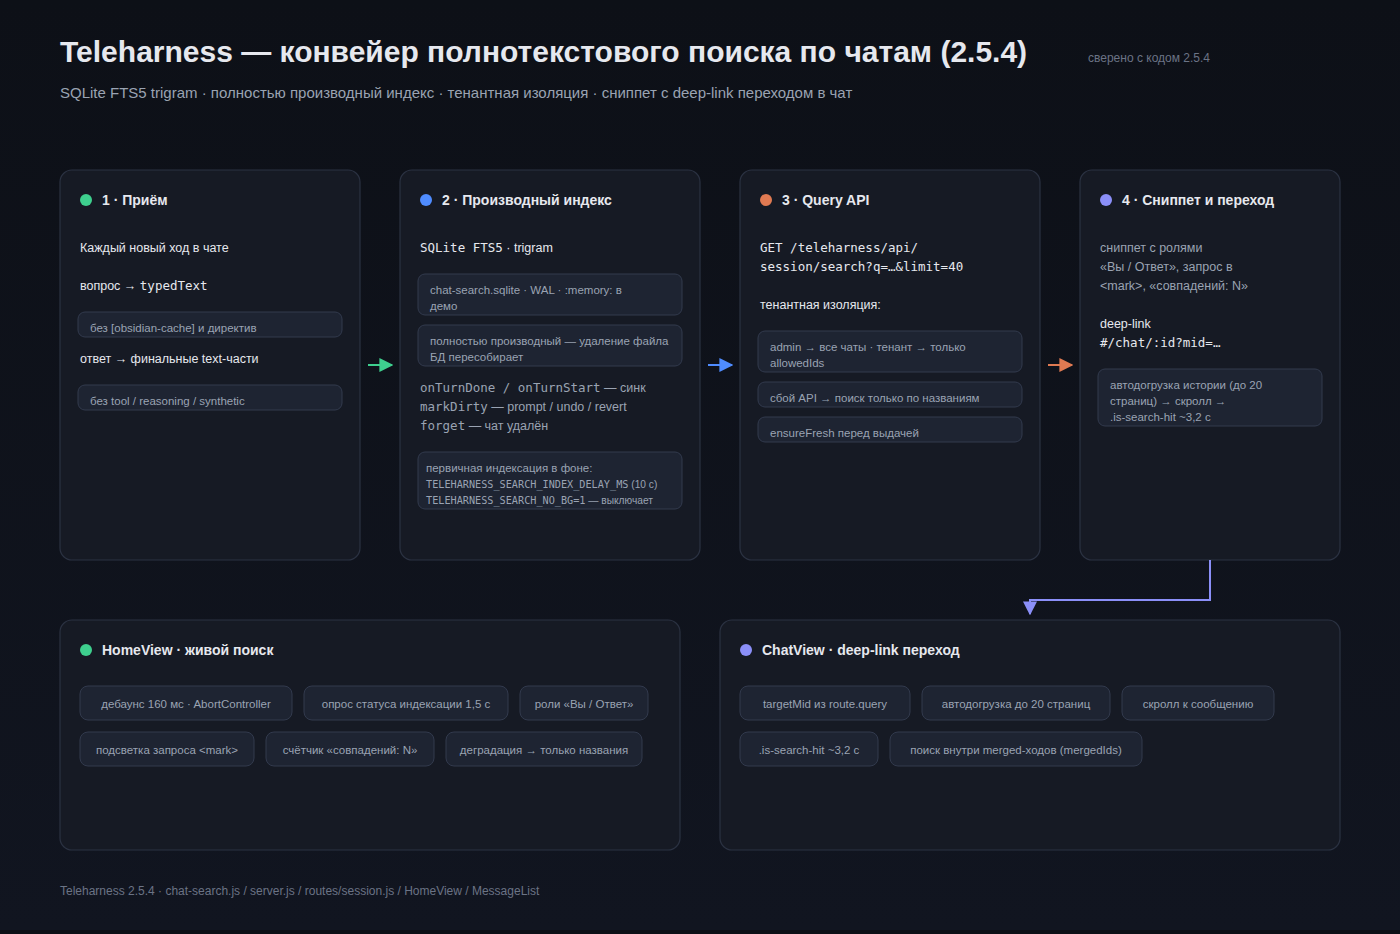 Teleharness — конвейер полнотекстового поиска по чатам (2.5.4)
сверено с кодом 2.5.4
SQLite FTS5 trigram · полностью производный индекс · тенантная изоляция · сниппет с deep-link переходом в чат
1 · Приём
Каждый новый ход в чате
вопрос → typedText
без [obsidian-cache] и директив
ответ → финальные text-части
без tool / reasoning / synthetic
2 · Производный индекс
SQLite FTS5 · trigram
chat-search.sqlite · WAL · :memory: в
демо
полностью производный — удаление файла
БД пересобирает
onTurnDone / onTurnStart — синк
markDirty — prompt / undo / revert
forget — чат удалён
первичная индексация в фоне:
TELEHARNESS_SEARCH_INDEX_DELAY_MS (10 с)
TELEHARNESS_SEARCH_NO_BG=1 — выключает
3 · Query API
GET /teleharness/api/
session/search?q=…&limit=40
тенантная изоляция:
admin → все чаты · тенант → только
allowedIds
сбой API → поиск только по названиям
ensureFresh перед выдачей
4 · Сниппет и переход
сниппет с ролями
«Вы / Ответ», запрос в
<mark>, «совпадений: N»
deep-link
#/chat/:id?mid=…
автодогрузка истории (до 20
страниц) → скролл →
.is-search-hit ~3,2 с
HomeView · живой поиск
дебаунс 160 мс · AbortController
опрос статуса индексации 1,5 с
роли «Вы / Ответ»
подсветка запроса <mark>
счётчик «совпадений: N»
деградация → только названия
ChatView · deep-link переход
targetMid из route.query
автодогрузка до 20 страниц
скролл к сообщению
.is-search-hit ~3,2 с
поиск внутри merged-ходов (mergedIds)
Teleharness 2.5.4 · chat-search.js / server.js / routes/session.js / HomeView / MessageList